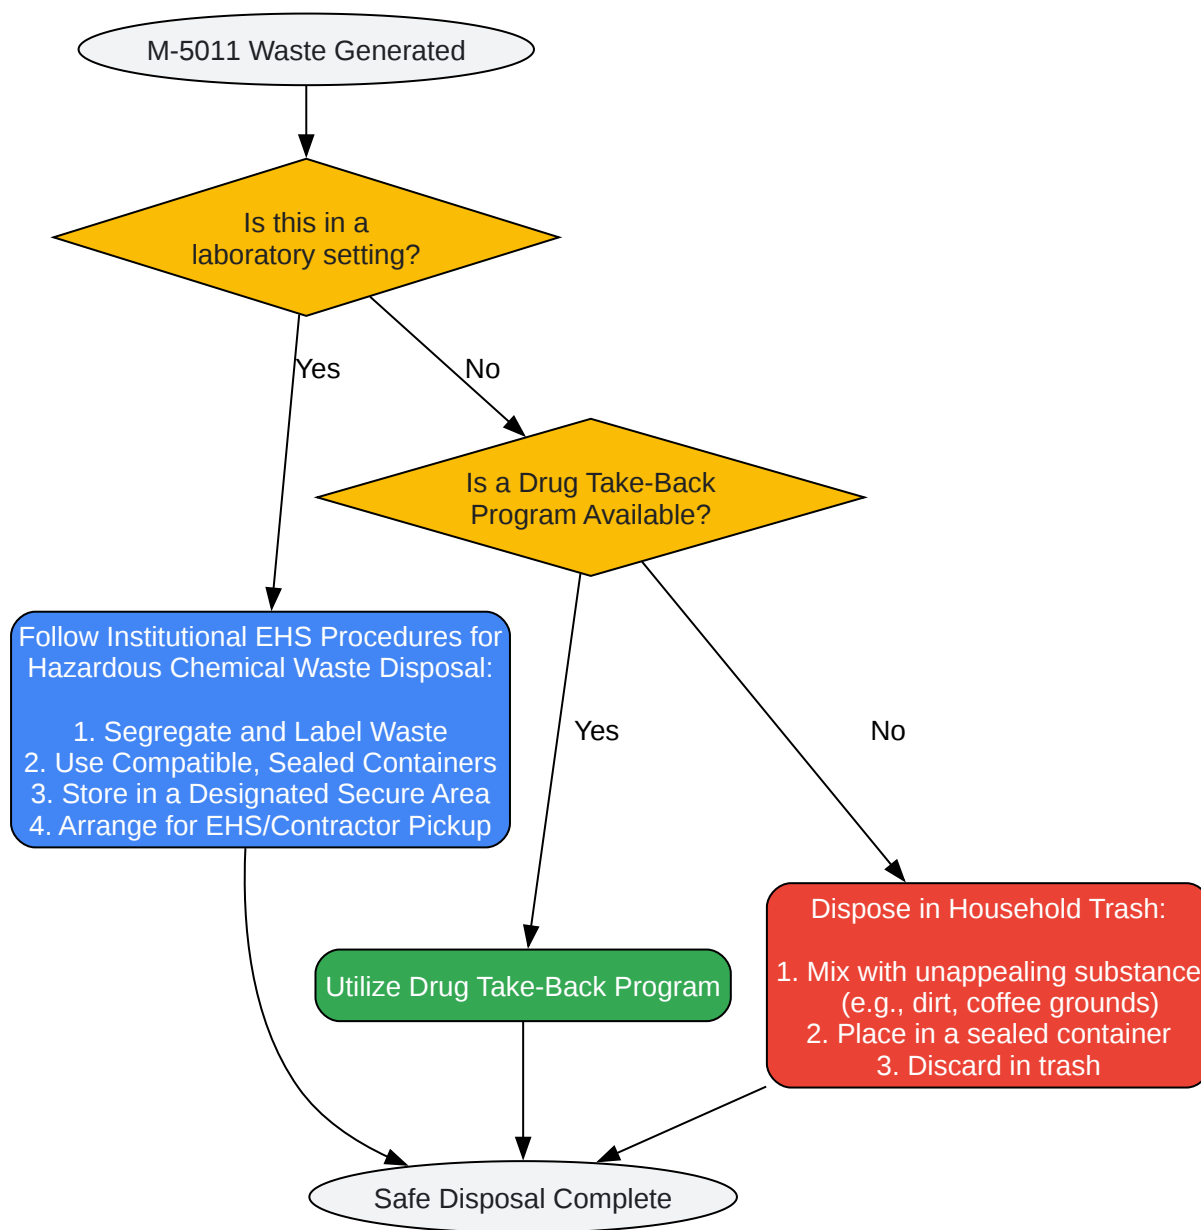 M-5011 Waste Generated
Is this in a
laboratory setting?
Yes
No
Is a Drug Take-Back
Program Available?
Follow Institutional EHS Procedures for
Hazardous Chemical Waste Disposal:
1. Segregate and Label Waste
2. Use Compatible, Sealed Containers
3. Store in a Designated Secure Area
4. Arrange for EHS/Contractor Pickup
Yes
No
Utilize Drug Take-Back Program
Dispose in Household Trash:
1. Mix with unappealing substance
(e.g., dirt, coffee grounds)
2. Place in a sealed container
3. Discard in trash
Safe Disposal Complete